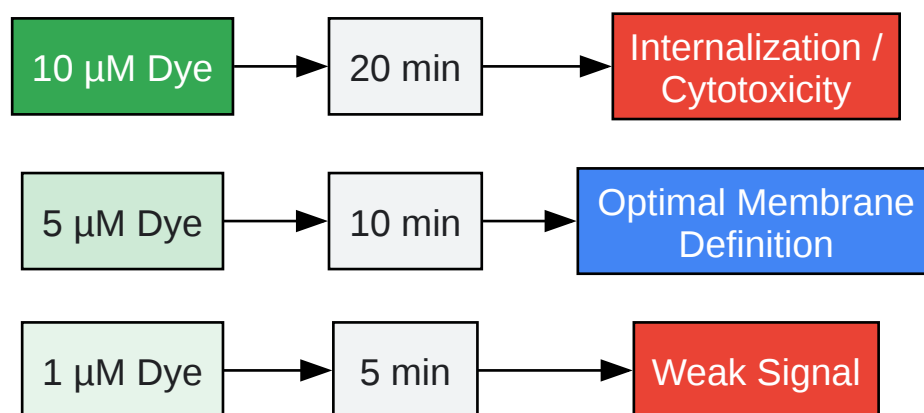 10 µM Dye
20 min
Internalization /
Cytotoxicity
5 µM Dye
10 min
Optimal Membrane
Definition
1 µM Dye
5 min
Weak Signal